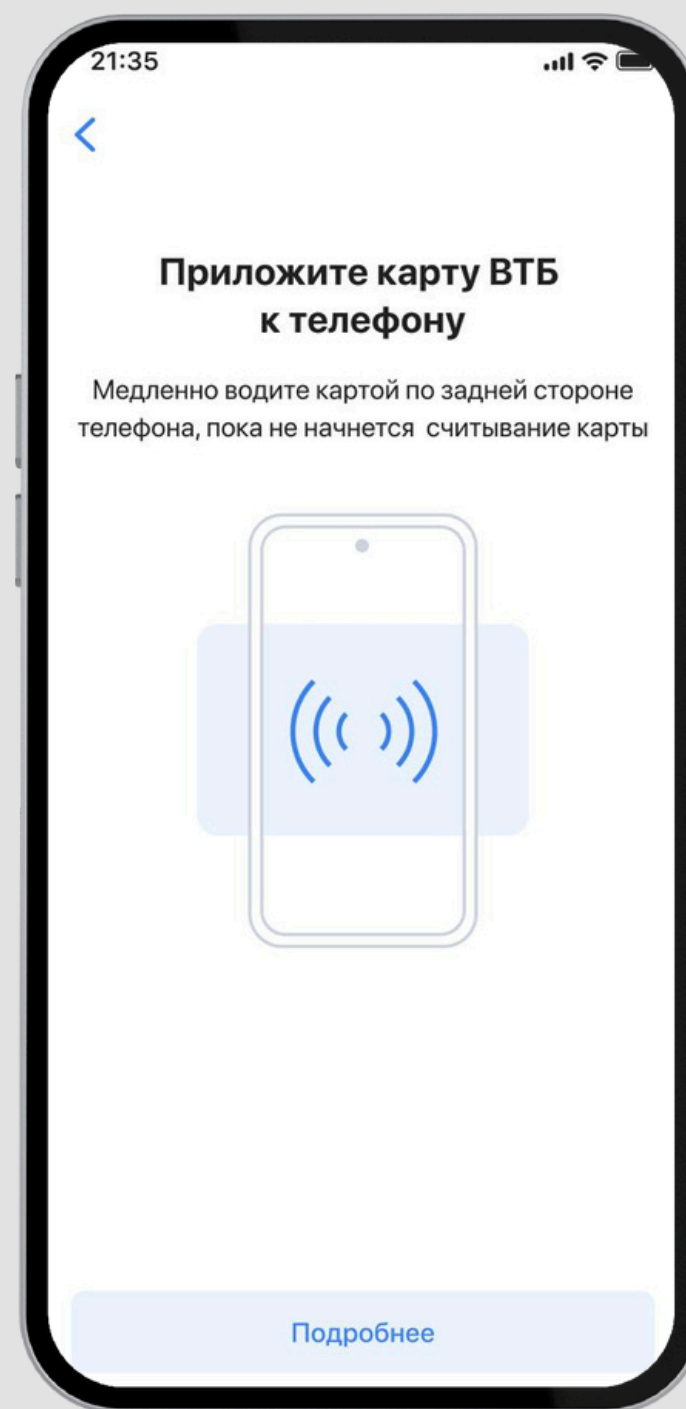 21:35
Приложите карту ВТБ
к телефону
Медленно водите картой по задней стороне
телефона, пока не начнется считывание карты
Подробнее